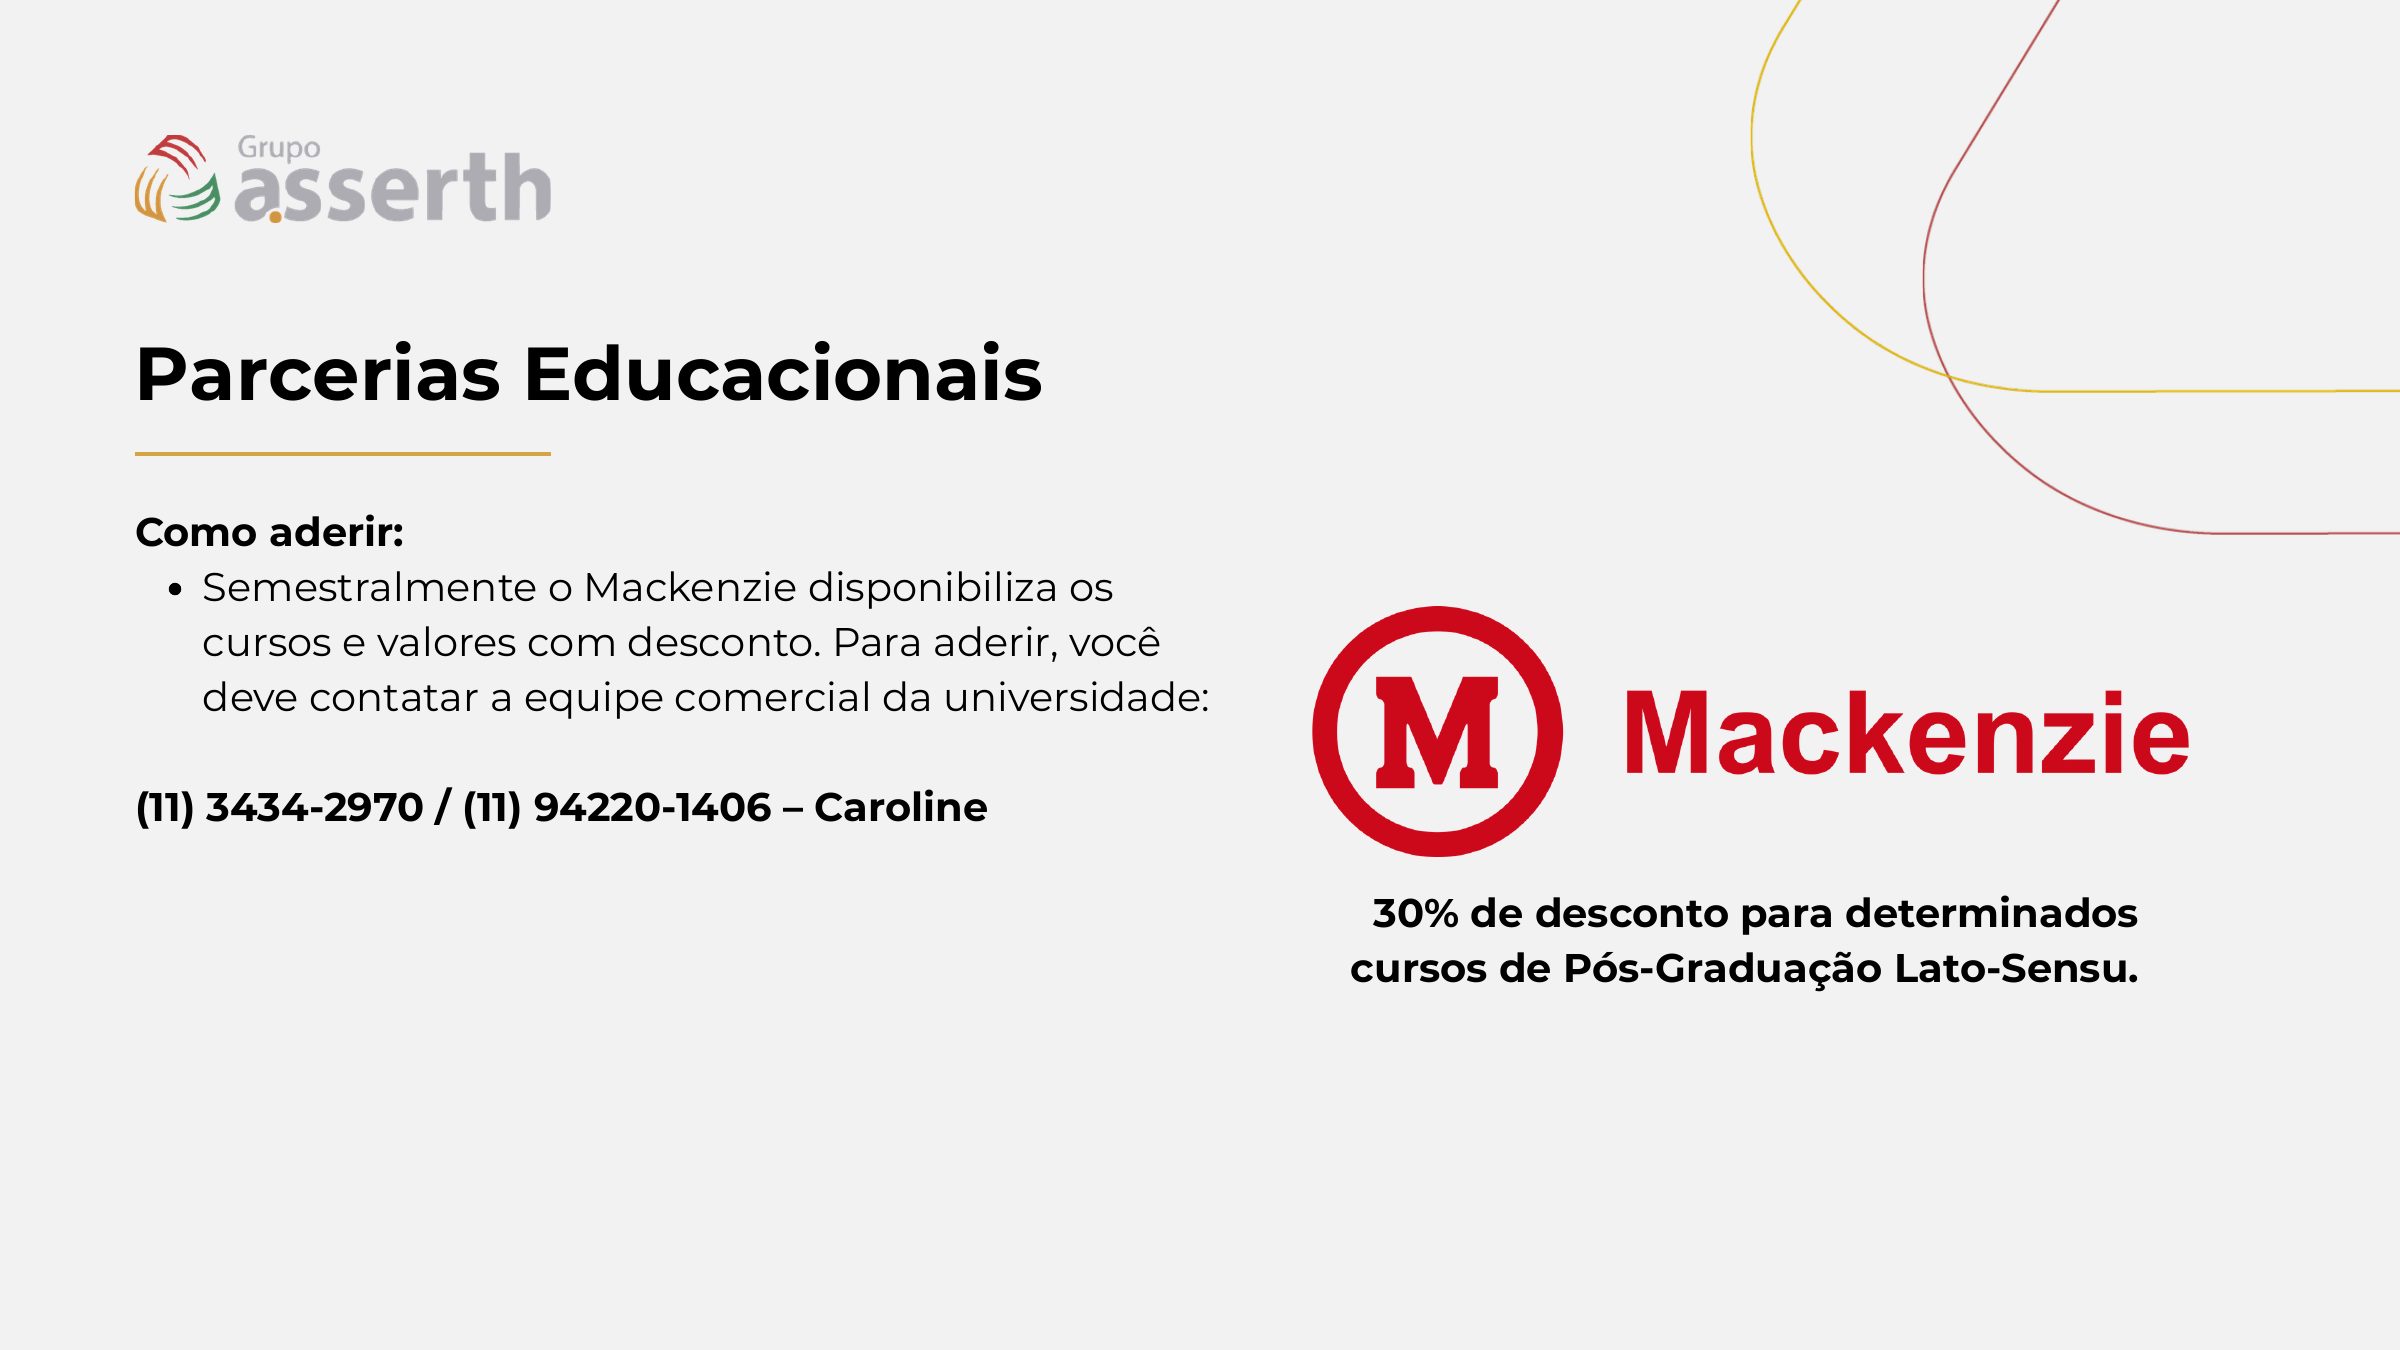 Grupo
asserth
Parcerias Educacionais
Como aderir:
• Semestralmente o Mackenzie disponibiliza os
cursos e valores com desconto. Para aderir, você
deve contatar a equipe comercial da universidade:
(11) 3434-2970 / (11) 94220-1406 – Caroline
M
Mackenzie
30% de desconto para determinados
cursos de Pós-Graduação Lato-Sensu.